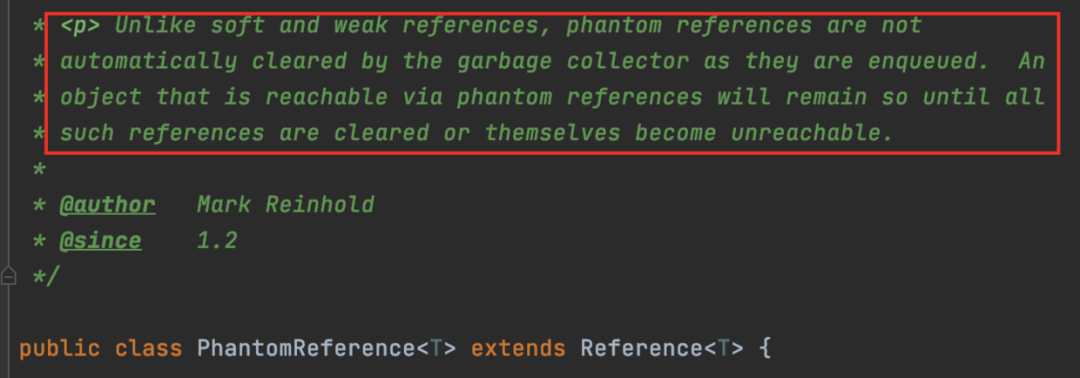 * <p> Unlike soft and weak references, phantom references are not
* automatically cleared by the garbage collector as they are enqueued.  An
* object that is reachable via phantom references will remain so until all
* such references are cleared or themselves become unreachable.
*
* @author   Mark Reinhold
* @since    1.2
*/
public class PhantomReference<T> extends Reference<T> {